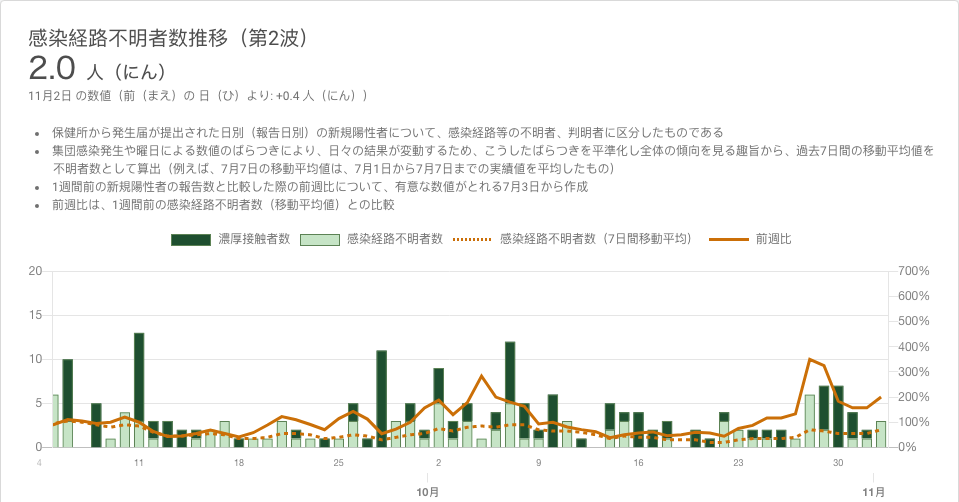 感染経路不明者数推移（第2波）
2.0 人（にん）
11月2日 の数値（前（まえ）の 日（ひ）より: +0.4 人（にん））
• 保健所から発生届が提出された日別（報告日別）の新規陽性者について、感染経路等の不明者、判明者に区分したものである
• 集団感染発生や曜日による数値のばらつきにより、日々の結果が変動するため、こうしたばらつきを平準化し全体の傾向を見る趣旨から、過去7日間の移動平均値を
不明者数として算出（例えば、7月7日の移動平均値は、7月1日から7月7日までの実績値を平均したもの）
• 1週間前の新規陽性者の報告数と比較した際の前週比について、有意な数値がとれる7月3日から作成
• 前週比は、1週間前の感染経路不明者数（移動平均値）との比較
濃厚接触者数 感染経路不明者数 感染経路不明者数（7日間移動平均） 前週比
20 700%
600%
15 500%
400%
10 300%
5 200%
100%
0 0%
4 11 18 25 2 9 16 23 30
10月 11月